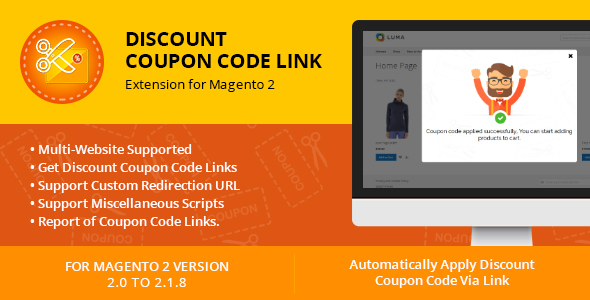 DISCOUNT
COUPON CODE LINK
Extension for Magento 2
• Multi-Website Supported
• Get Discount Coupon Code Links
• Support Custom Redirection URL
• Support Miscellaneous Scripts
• Report of Coupon Code Links.
LUMA
Home Page
Coupon code applied successfully, You can start adding
products to cart.
COUPON
COUPON
COUPON
FOR MAGENTO 2 VERSION
2.0 TO 2.1.8
Automatically Apply Discount
Coupon Code Via Link